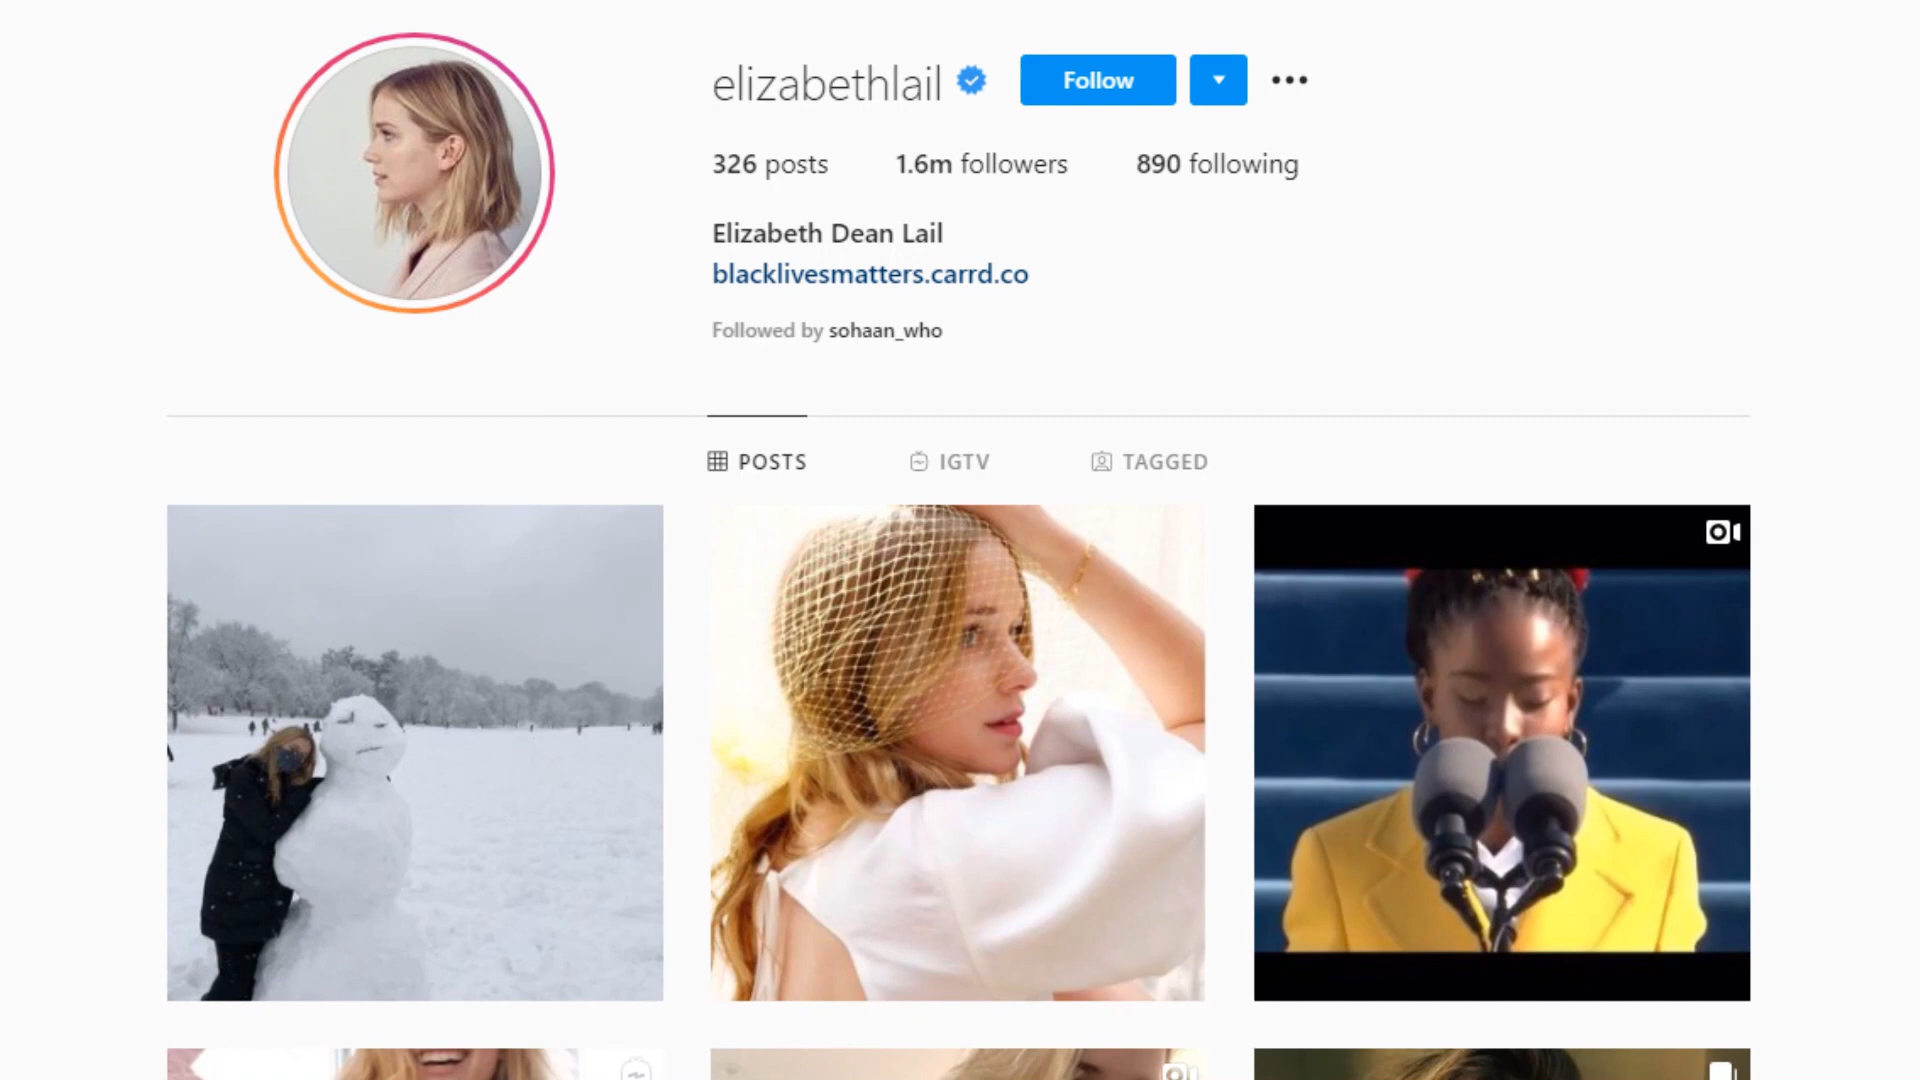 elizabethlail Follow
326 posts 1.6m followers 890 following
Elizabeth Dean Lail
blacklivesmatters.carrd.co
Followed by sohaan_who
POSTS IGTV TAGGED